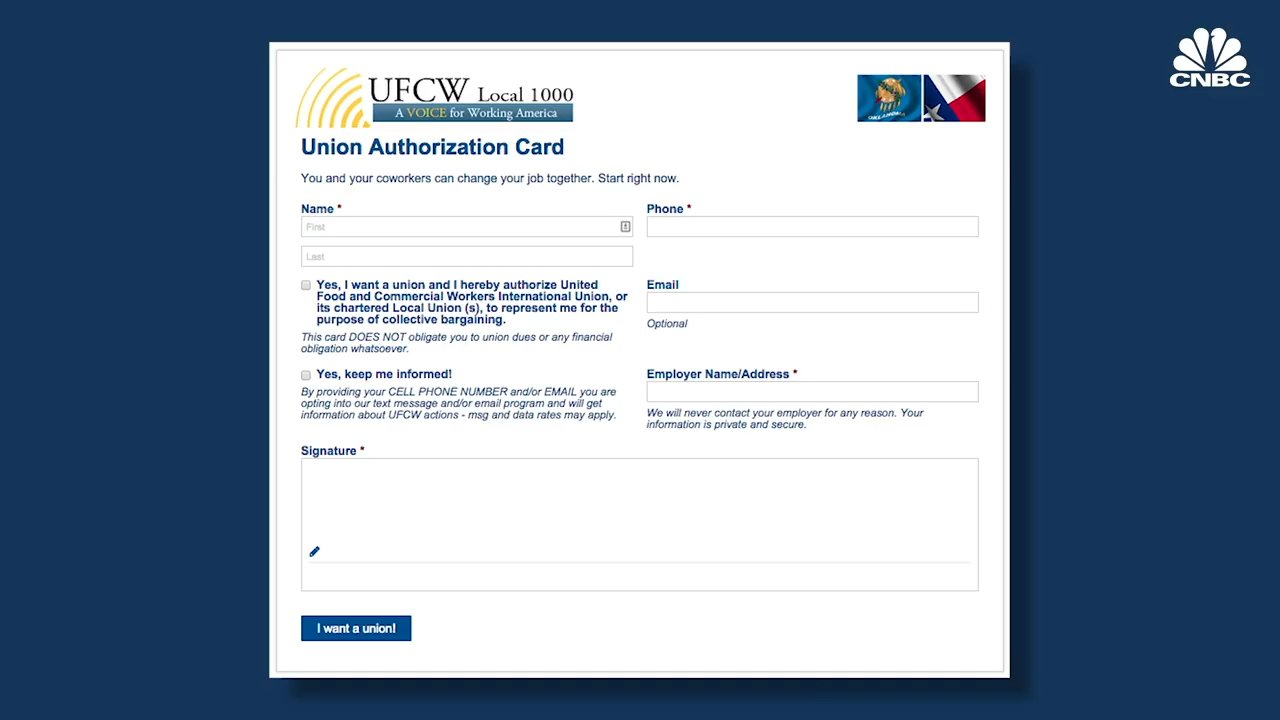 CNBC
UFCW Local 1000
A VOICE for Working America
OKLAHOMA
Union Authorization Card
You and your coworkers can change your job together. Start right now.
Name *
Phone *
First
Last
Yes, I want a union and I hereby authorize United
Food and Commercial Workers International Union, or
its chartered Local Union (s), to represent me for the
purpose of collective bargaining.
This card DOES NOT obligate you to union dues or any financial
obligation whatsoever.
Email
Optional
Yes, keep me informed!
By providing your CELL PHONE NUMBER and/or EMAIL you are
opting into our text message and/or email program and will get
information about UFCW actions - msg and data rates may apply.
Employer Name/Address *
We will never contact your employer for any reason. Your
information is private and secure.
Signature *
I want a union!